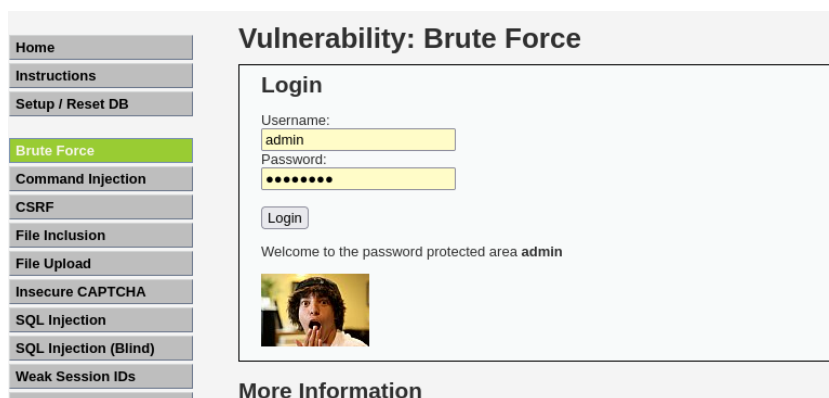 Home
Instructions
Setup / Reset DB
Brute Force
Command Injection
CSRF
File Inclusion
File Upload
Insecure CAPTCHA
SQL Injection
SQL Injection (Blind)
Weak Session IDs
Vulnerability: Brute Force
Login
Username:
admin
Password:
●●●●●●●●
Login
Welcome to the password protected area admin
More Information